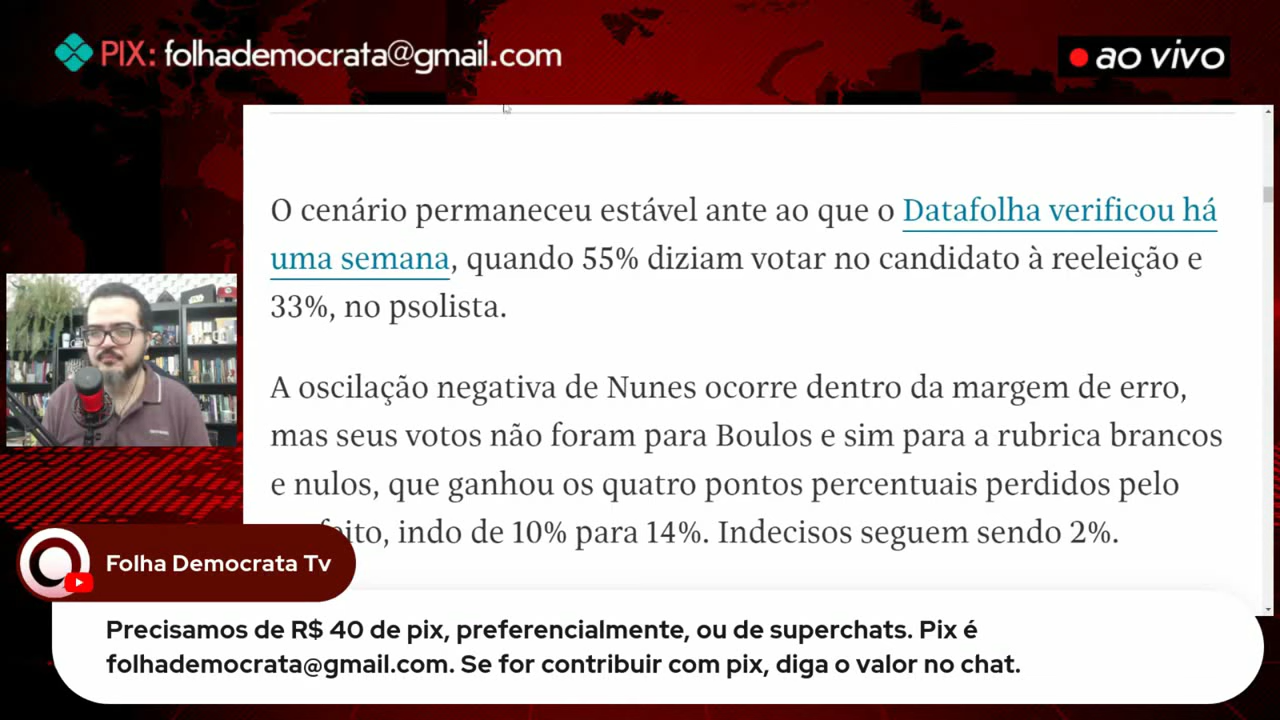 PIX: folhademocrata@gmail.com
ao vivo
O cenário permaneceu estável ante ao que o Datafolha verificou há
uma semana, quando 55% diziam votar no candidato à reeleição e
33%, no psolista.
A oscilação negativa de Nunes ocorre dentro da margem de erro,
mas seus votos não foram para Boulos e sim para a rubrica brancos
e nulos, que ganhou os quatro pontos percentuais perdidos pelo
indo de 10% para 14%. Indecisos seguem sendo 2%.
Folha Democrata Tv
Precisamos de R$ 40 de pix, preferencialmente, ou de superchats. Pix é
folhademocrata@gmail.com. Se for contribuir com pix, diga o valor no chat.